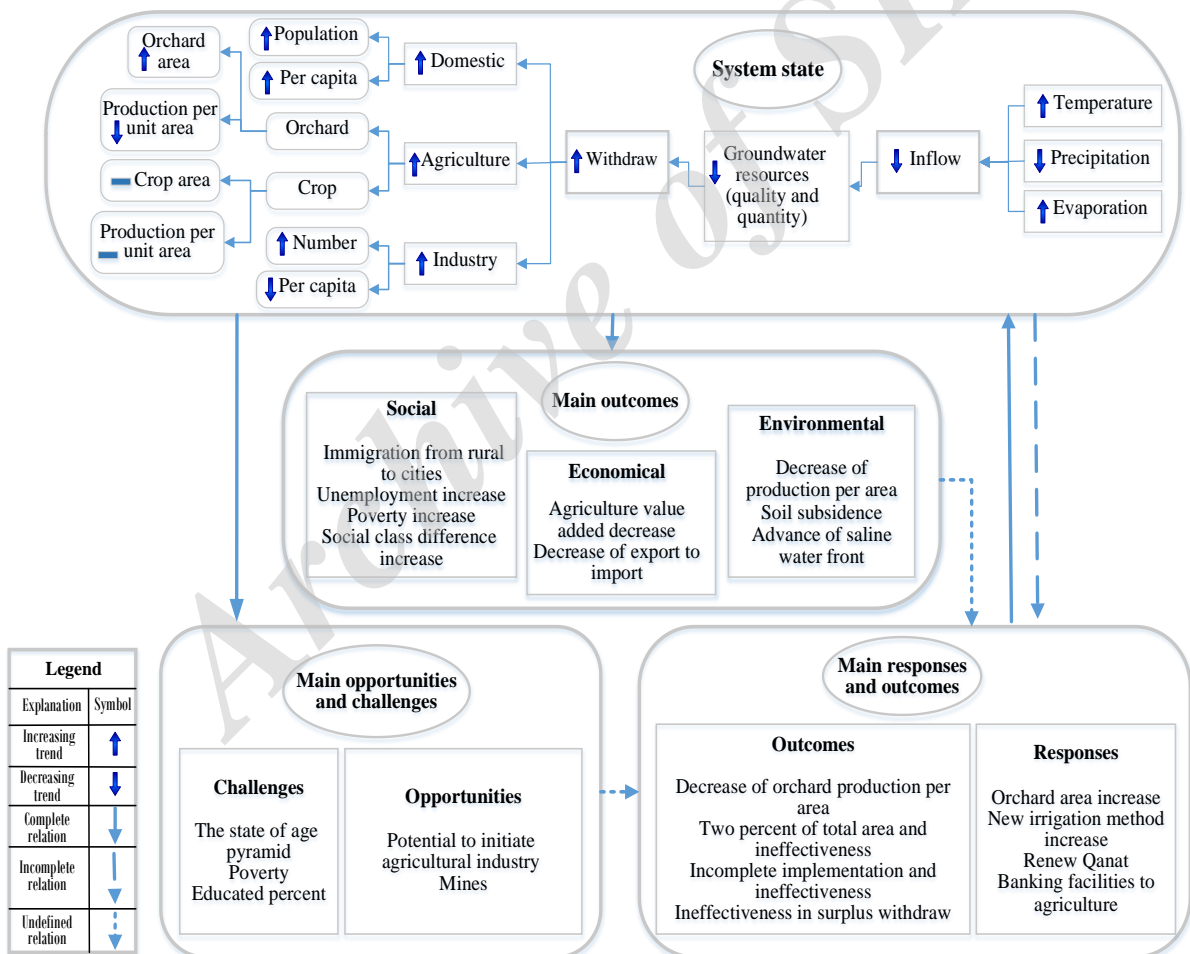 System state
Orchard
area
Production per
unit area
Crop area
Production per
unit area
Population
Per capita
Orchard
Crop
Number
Per capita
Domestic
Agriculture
Industry
Withdraw
Groundwater
resources
(quality and
quantity)
Inflow
Temperature
Precipitation
Evaporation
Main outcomes
Social
Immigration from rural
to cities
Unemployment increase
Poverty increase
Social class difference
increase
Economical
Agriculture value
added decrease
Decrease of export to
import
Environmental
Decrease of
production per area
Soil subsidence
Advance of saline
water front
Legend
Explanation Symbol
Increasing
trend
Decreasing
trend
Complete
relation
Incomplete
relation
Undefined
relation
Main opportunities
and challenges
Challenges
The state of age
pyramid
Poverty
Educated percent
Opportunities
Potential to initiate
agricultural industry
Mines
Main responses
and outcomes
Outcomes
Decrease of orchard production per
area
Two percent of total area and
ineffectiveness
Incomplete implementation and
ineffectiveness
Ineffectiveness in surplus withdraw
Responses
Orchard area increase
New irrigation method
increase
Renew Qanat
Banking facilities to
agriculture
Archive of